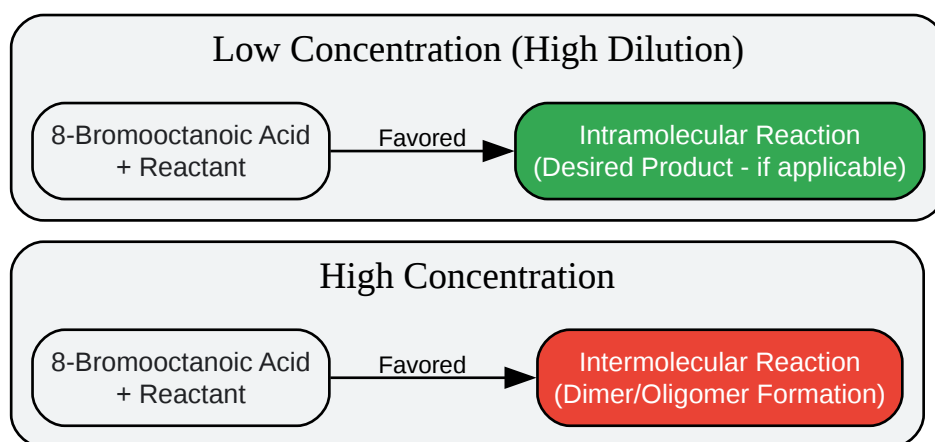 Low Concentration (High Dilution)
8-Bromooctanoic Acid
+ Reactant
Favored
Intramolecular Reaction
(Desired Product - if applicable)
High Concentration
8-Bromooctanoic Acid
+ Reactant
Favored
Intermolecular Reaction
(Dimer/Oligomer Formation)